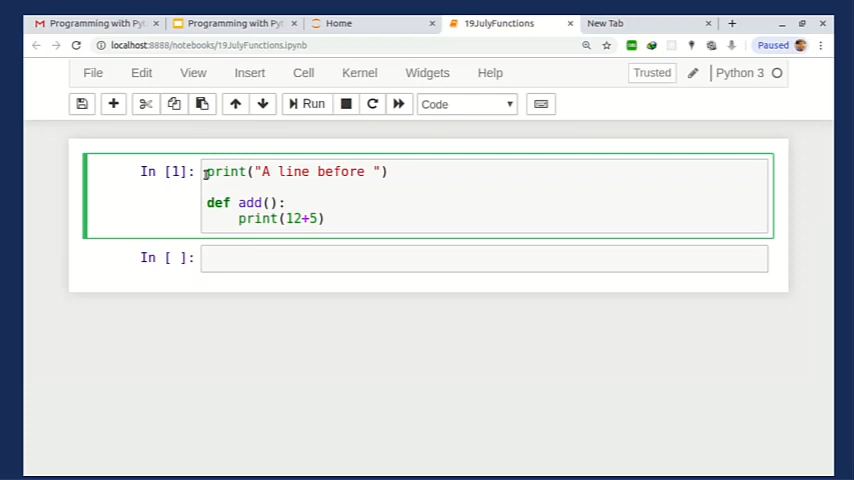 Programming with Pyt
Programming with Pyt
Home
19JulyFunctions
New Tab
localhost:8888/notebooks/19JulyFunctions.ipynb
Paused
File Edit View Insert Cell Kernel Widgets Help
Trusted
Python 3
Run
Code
In [1]: print("A line before ")
def add():
print(12+5)
In [ ]: